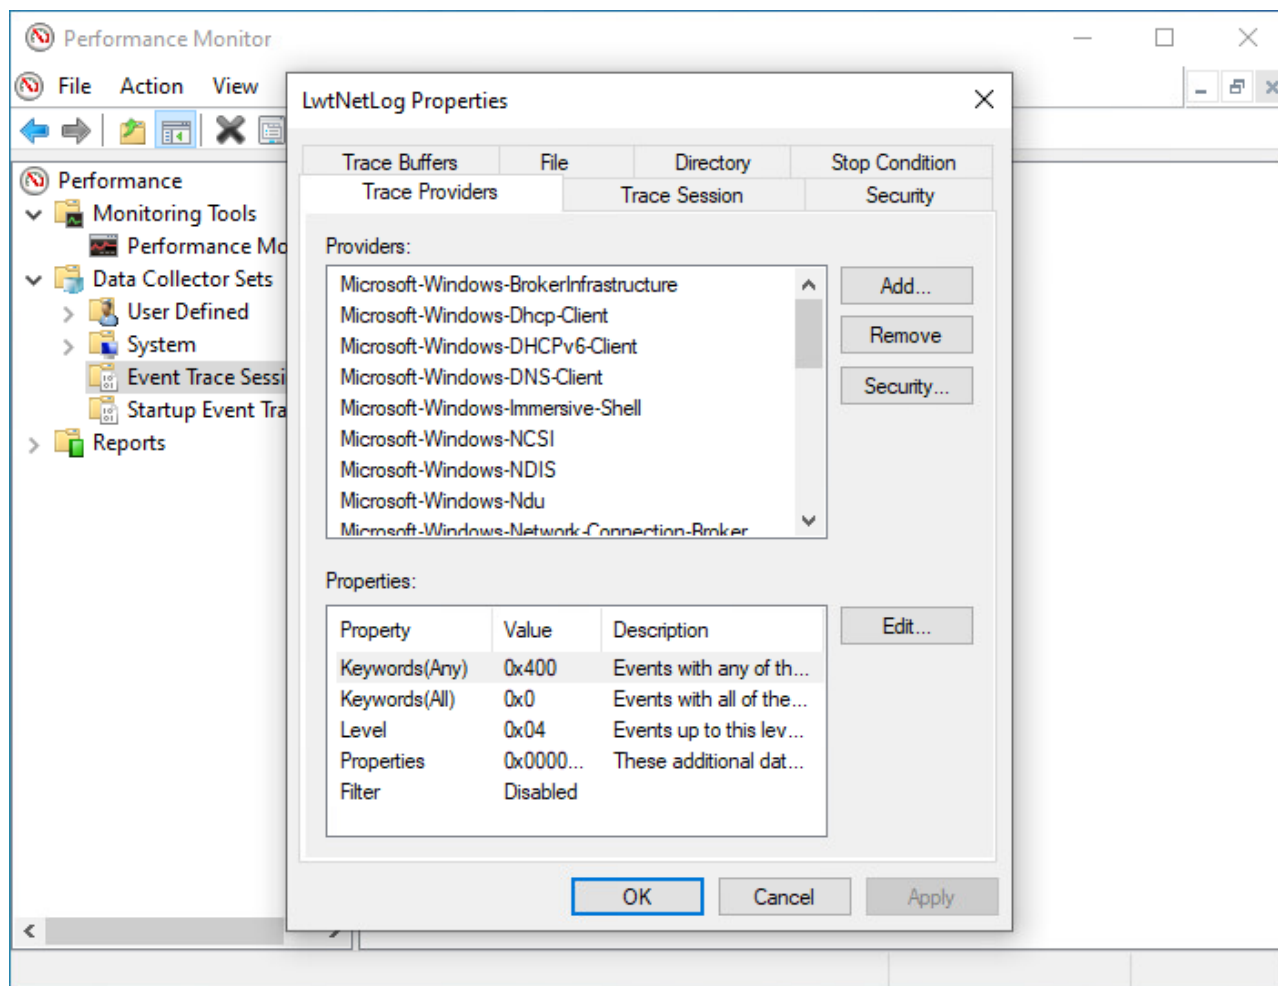 Performance Monitor
File Action View
LwtNetLog Properties
Trace Buffers File Directory Stop Condition
Trace Providers Trace Session Security
Performance
Monitoring Tools
Performance Mo
Data Collector Sets
User Defined
System
Event Trace Sessi
Startup Event Tra
Reports
Providers:
Microsoft-Windows-BrokerInfrastructure
Microsoft-Windows-Dhcp-Client
Microsoft-Windows-DHCPv6-Client
Microsoft-Windows-DNS-Client
Microsoft-Windows-Immersive-Shell
Microsoft-Windows-NCSI
Microsoft-Windows-NDIS
Microsoft-Windows-Ndu
Microsoft-Windows-Network-Connection-Broker
Add...
Remove
Security...
Properties:
Property Value Description
Keywords(Any) 0x400 Events with any of th...
Keywords(All) 0x0 Events with all of the...
Level 0x04 Events up to this lev...
Properties 0x0000... These additional dat...
Filter Disabled
Edit...
OK Cancel Apply